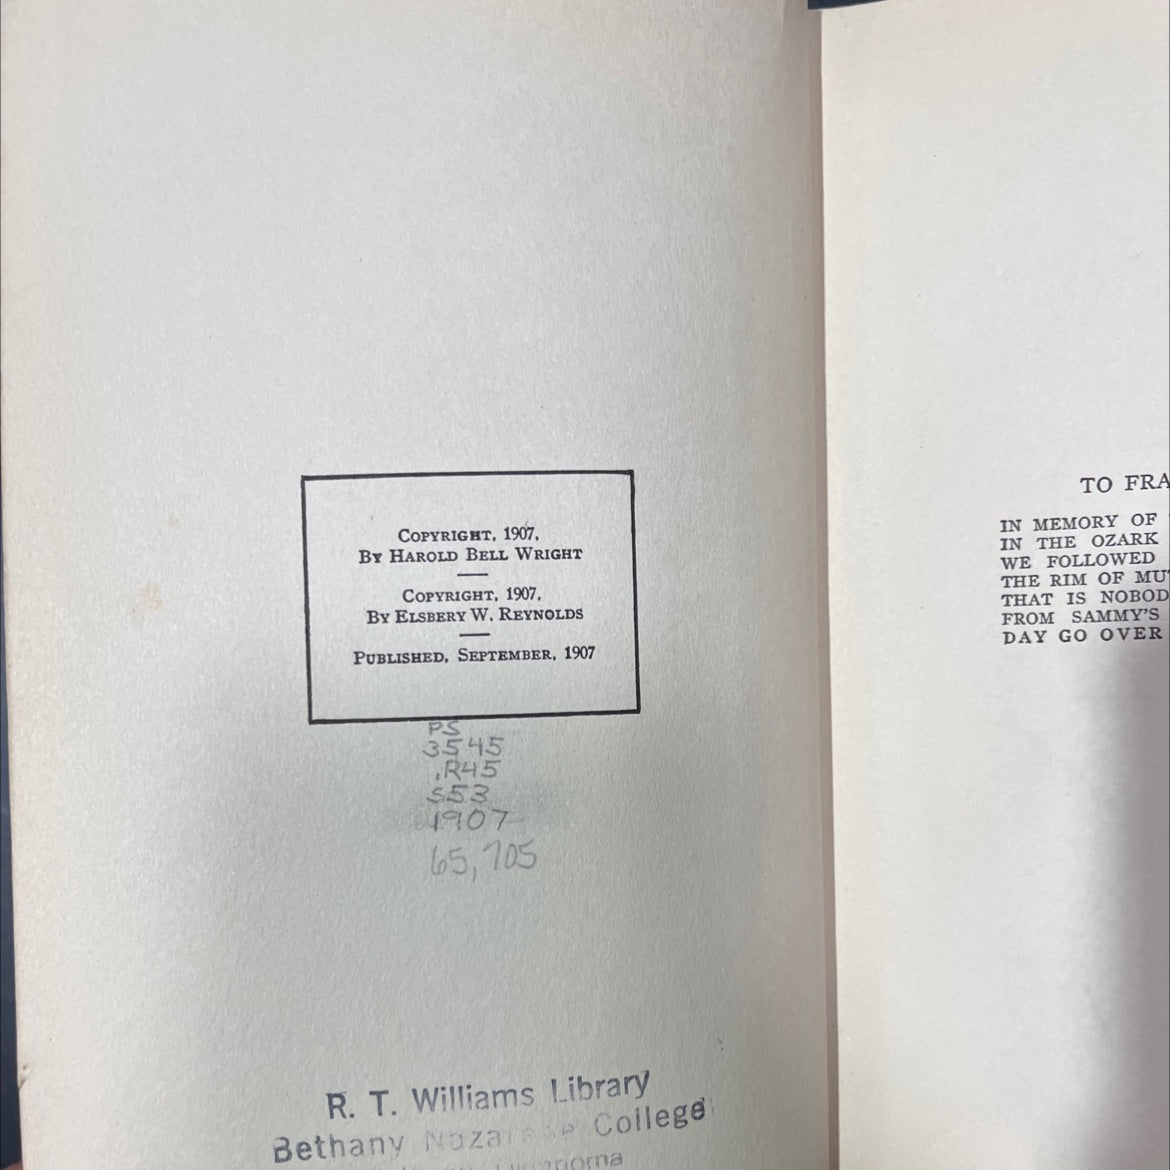 COPYRIGHT, 1907,
BY HAROLD BELL WRIGHT
COPYRIGHT, 1907,
BY ELSBERY W. REYNOLDS
PUBLISHED, SEPTEMBER, 1907
PS
3545
.R45
S53
1907
65,705
R. T. Williams Library
Bethany Nazarene College
TO FRA
IN MEMORY OF
IN THE OZARK
WE FOLLOWED
THE RIM OF MUT
THAT IS NOBOD
FROM SAMMY'S
DAY GO OVER